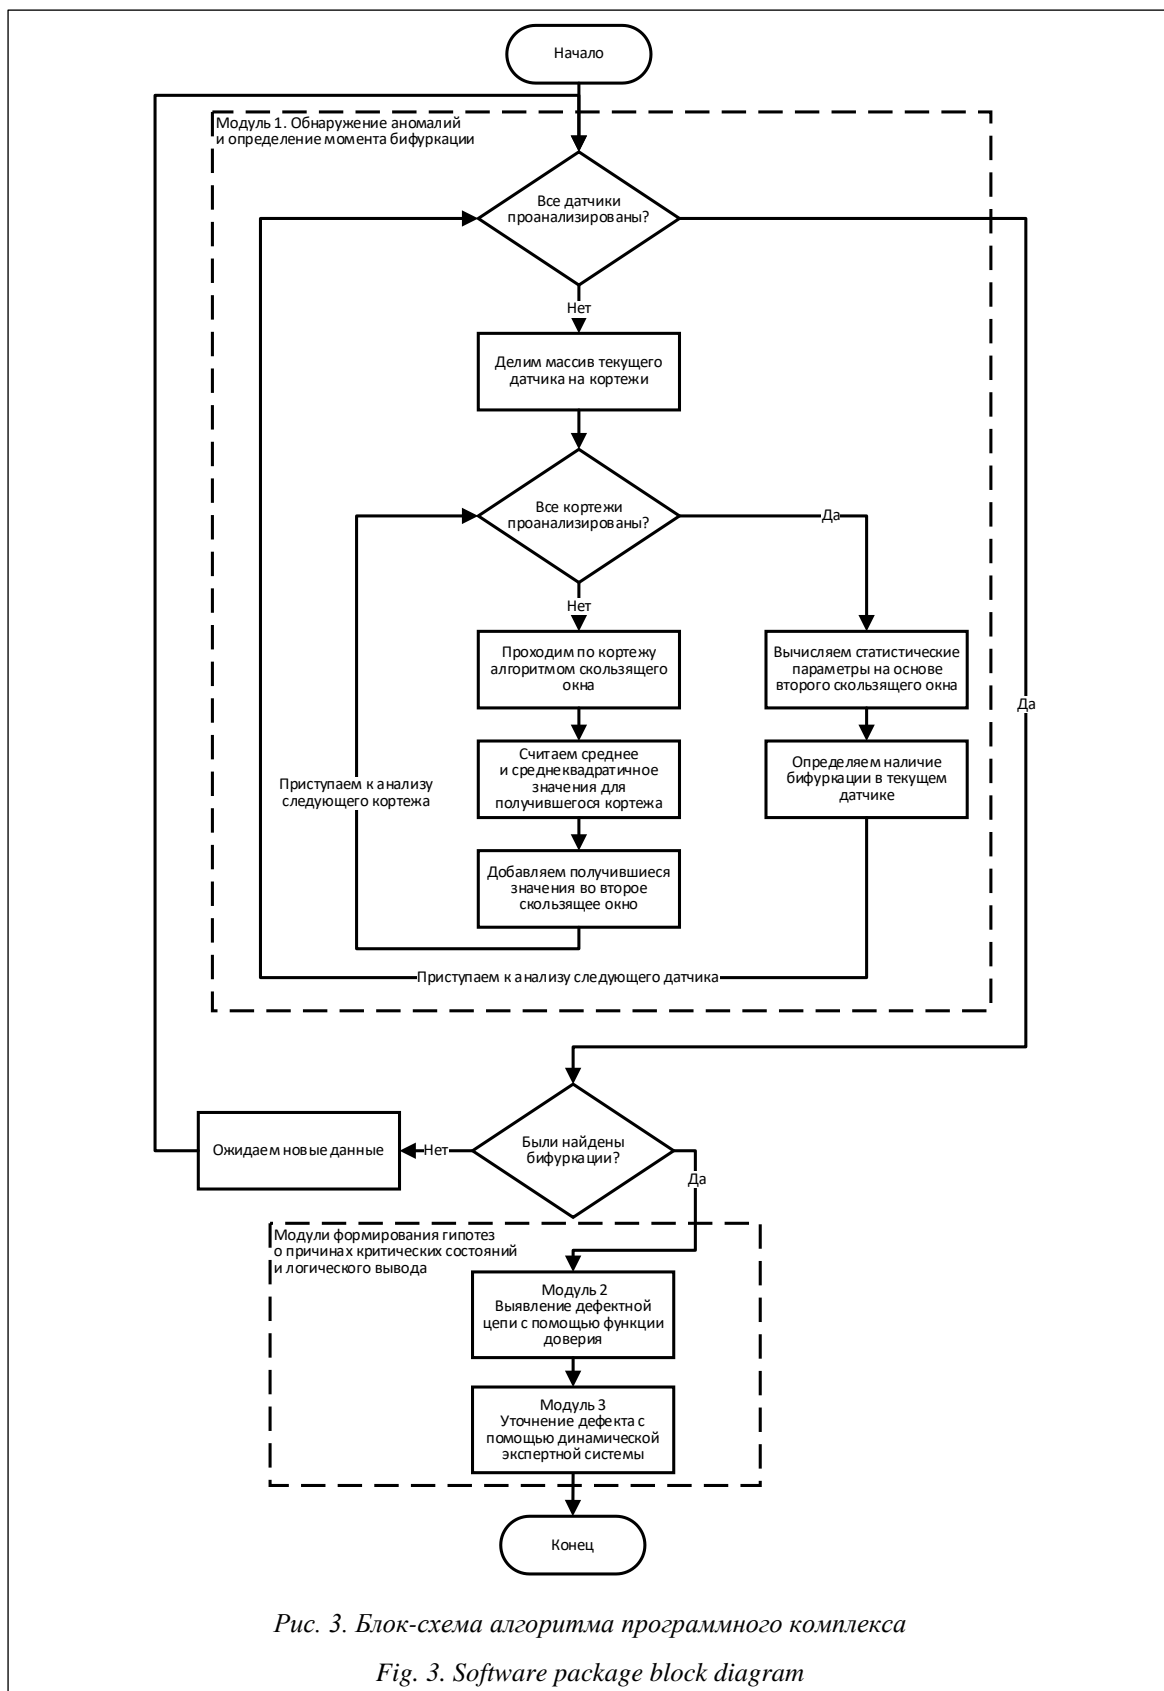 Начало
Модуль 1. Обнаружение аномалий
и определение момента бифуркации
Все датчики
проанализированы?
Нет
Делим массив текущего
датчика на кортежи
Все кортежи
проанализированы?
Да
Нет
Проходим по кортежу
алгоритмом скользящего
окна
Вычисляем статистические
параметры на основе
второго скользящего окна
Да
Считаем среднее
и среднеквадратичное
значения для
получившегося кортежа
Определяем наличие
бифуркации в текущем
датчике
Приступаем к анализу
следующего кортежа
Добавляем получившиеся
значения во второе
скользящее окно
Приступаем к анализу следующего датчика
Были найдены
бифуркации?
Нет
Ожидаем новые данные
Да
Модули формирования гипотез
о причинах критических состояний
и логического вывода
Модуль 2
Выявление дефектной
цепи с помощью функции
доверия
Модуль 3
Уточнение дефекта с
помощью динамической
экспертной системы
Конец
Рис. 3. Блок-схема алгоритма программного комплекса
Fig. 3. Software package block diagram